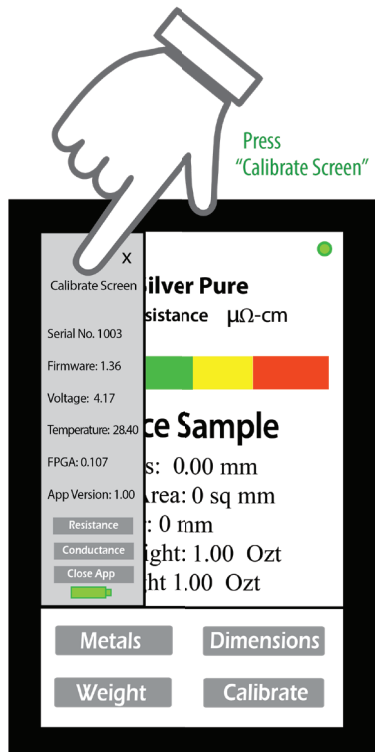 Press
"Calibrate Screen"
X
Calibrate Screen
Serial No. 1003
Firmware: 1.36
Voltage: 4.17
Temperature: 28.40
FPGA: 0.107
App Version: 1.00
Resistance
Conductance
Close App
ilver Pure
sistance μΩ-cm
ce Sample
s: 0.00 mm
Area: 0 sq mm
r: 0 mm
ight: 1.00 Ozt
ht 1.00 Ozt
Metals
Dimensions
Weight
Calibrate